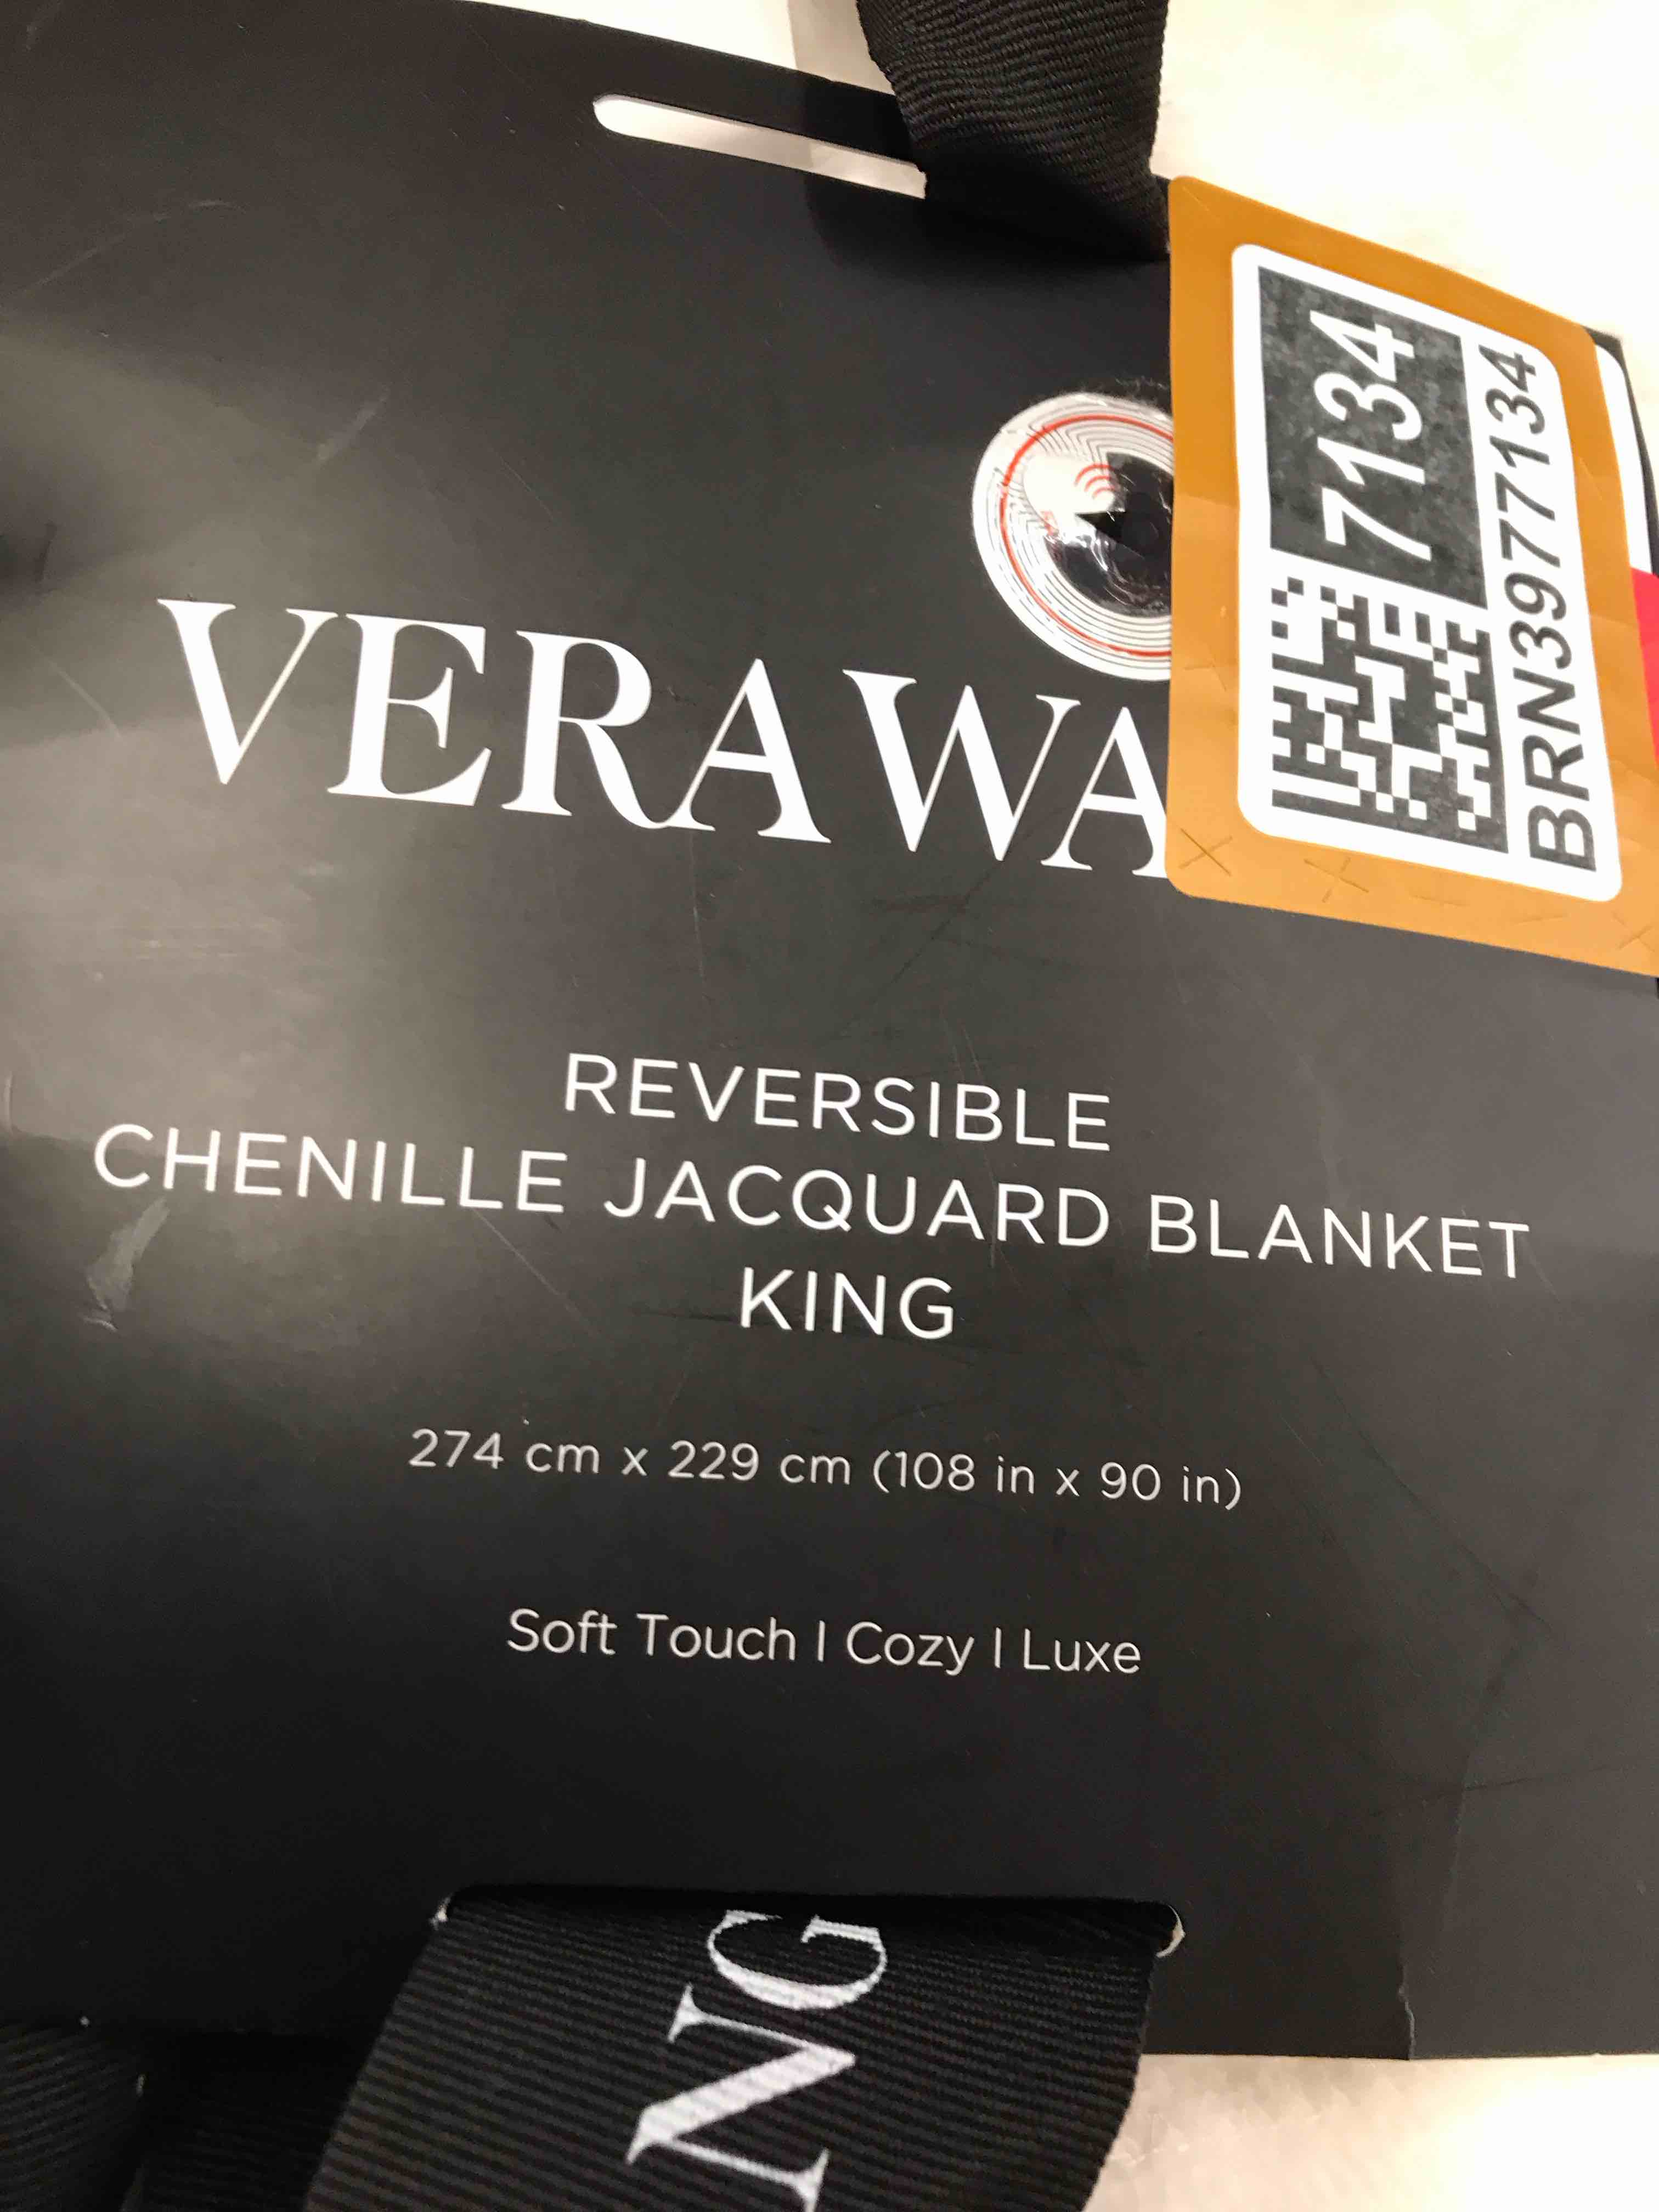 7134
BRN3977134
VERA WA
REVERSIBLE
CHENILLE JACQUARD BLANKET
KING
274 cm x 229 cm (108 in x 90 in)
Soft Touch | Cozy | Luxe
NG